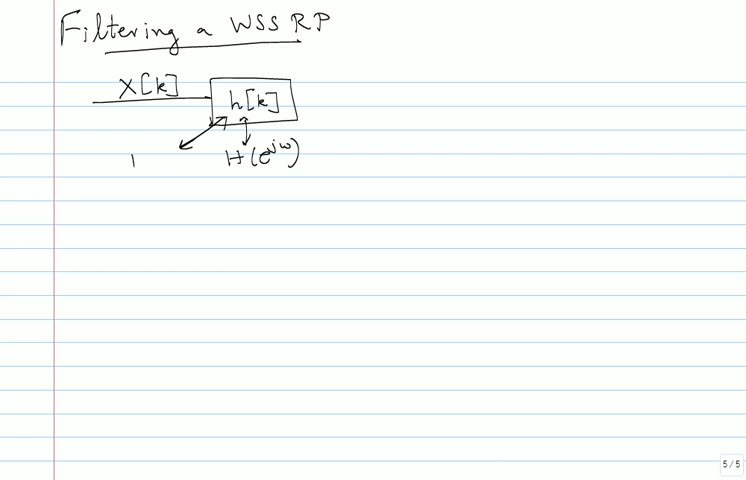 Filtering a WSS RP
X[k]
h[k]
H(e^jω)
5 / 5